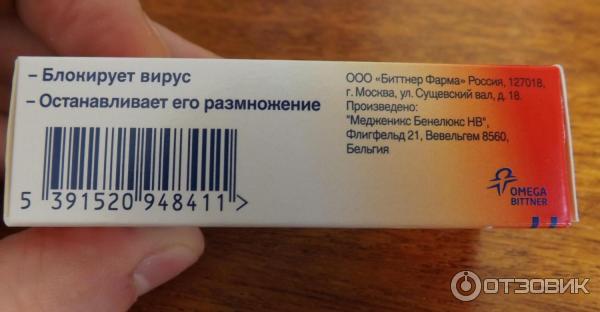 – Блокирует вирус
– Останавливает его размножение
5 391520 948411 >
ООО «Биттнер Фарма» Россия, 127018,
г. Москва, ул. Сущевский вал, д. 18.
Произведено:
"Медженикс Бенелюкс НВ",
Флигфельд 21, Вевельгем 8560,
Бельгия
OMEGA
BITTNER
ОТЗОВИК